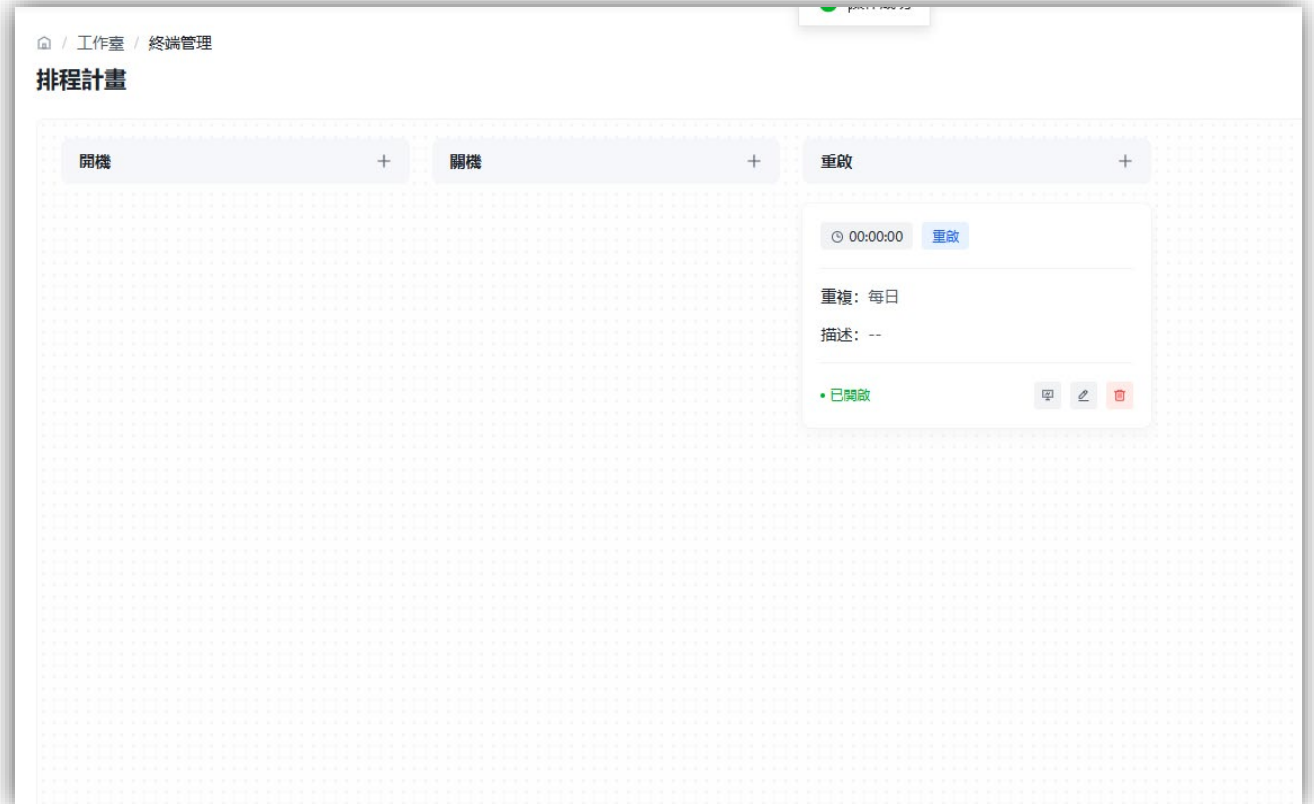 工作臺 / 終端管理
排程計畫
開機
關機
重啟
00:00:00 重啟
重複：每日
描述：--
已開啟